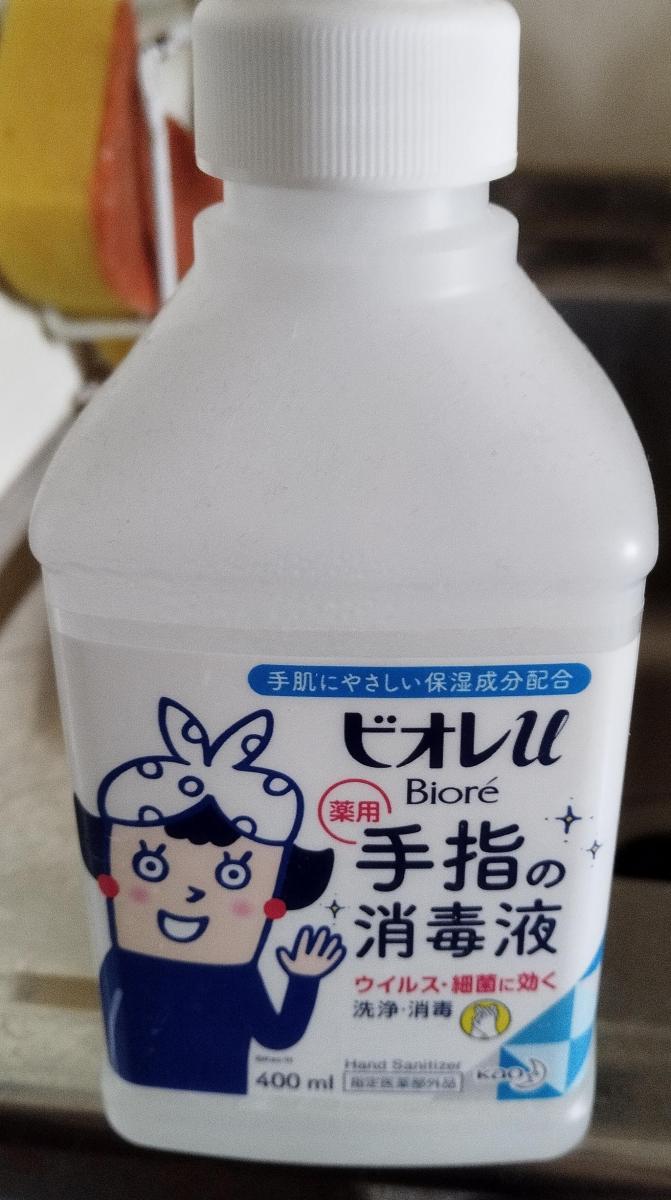 手肌にやさしい保湿成分配合
ビオレu
Bioré
薬用
手指の
消毒液
ウイルス・細菌に効く
洗浄・消毒
Hand Sanitizer
400 ml
指定医薬部外品
Kao